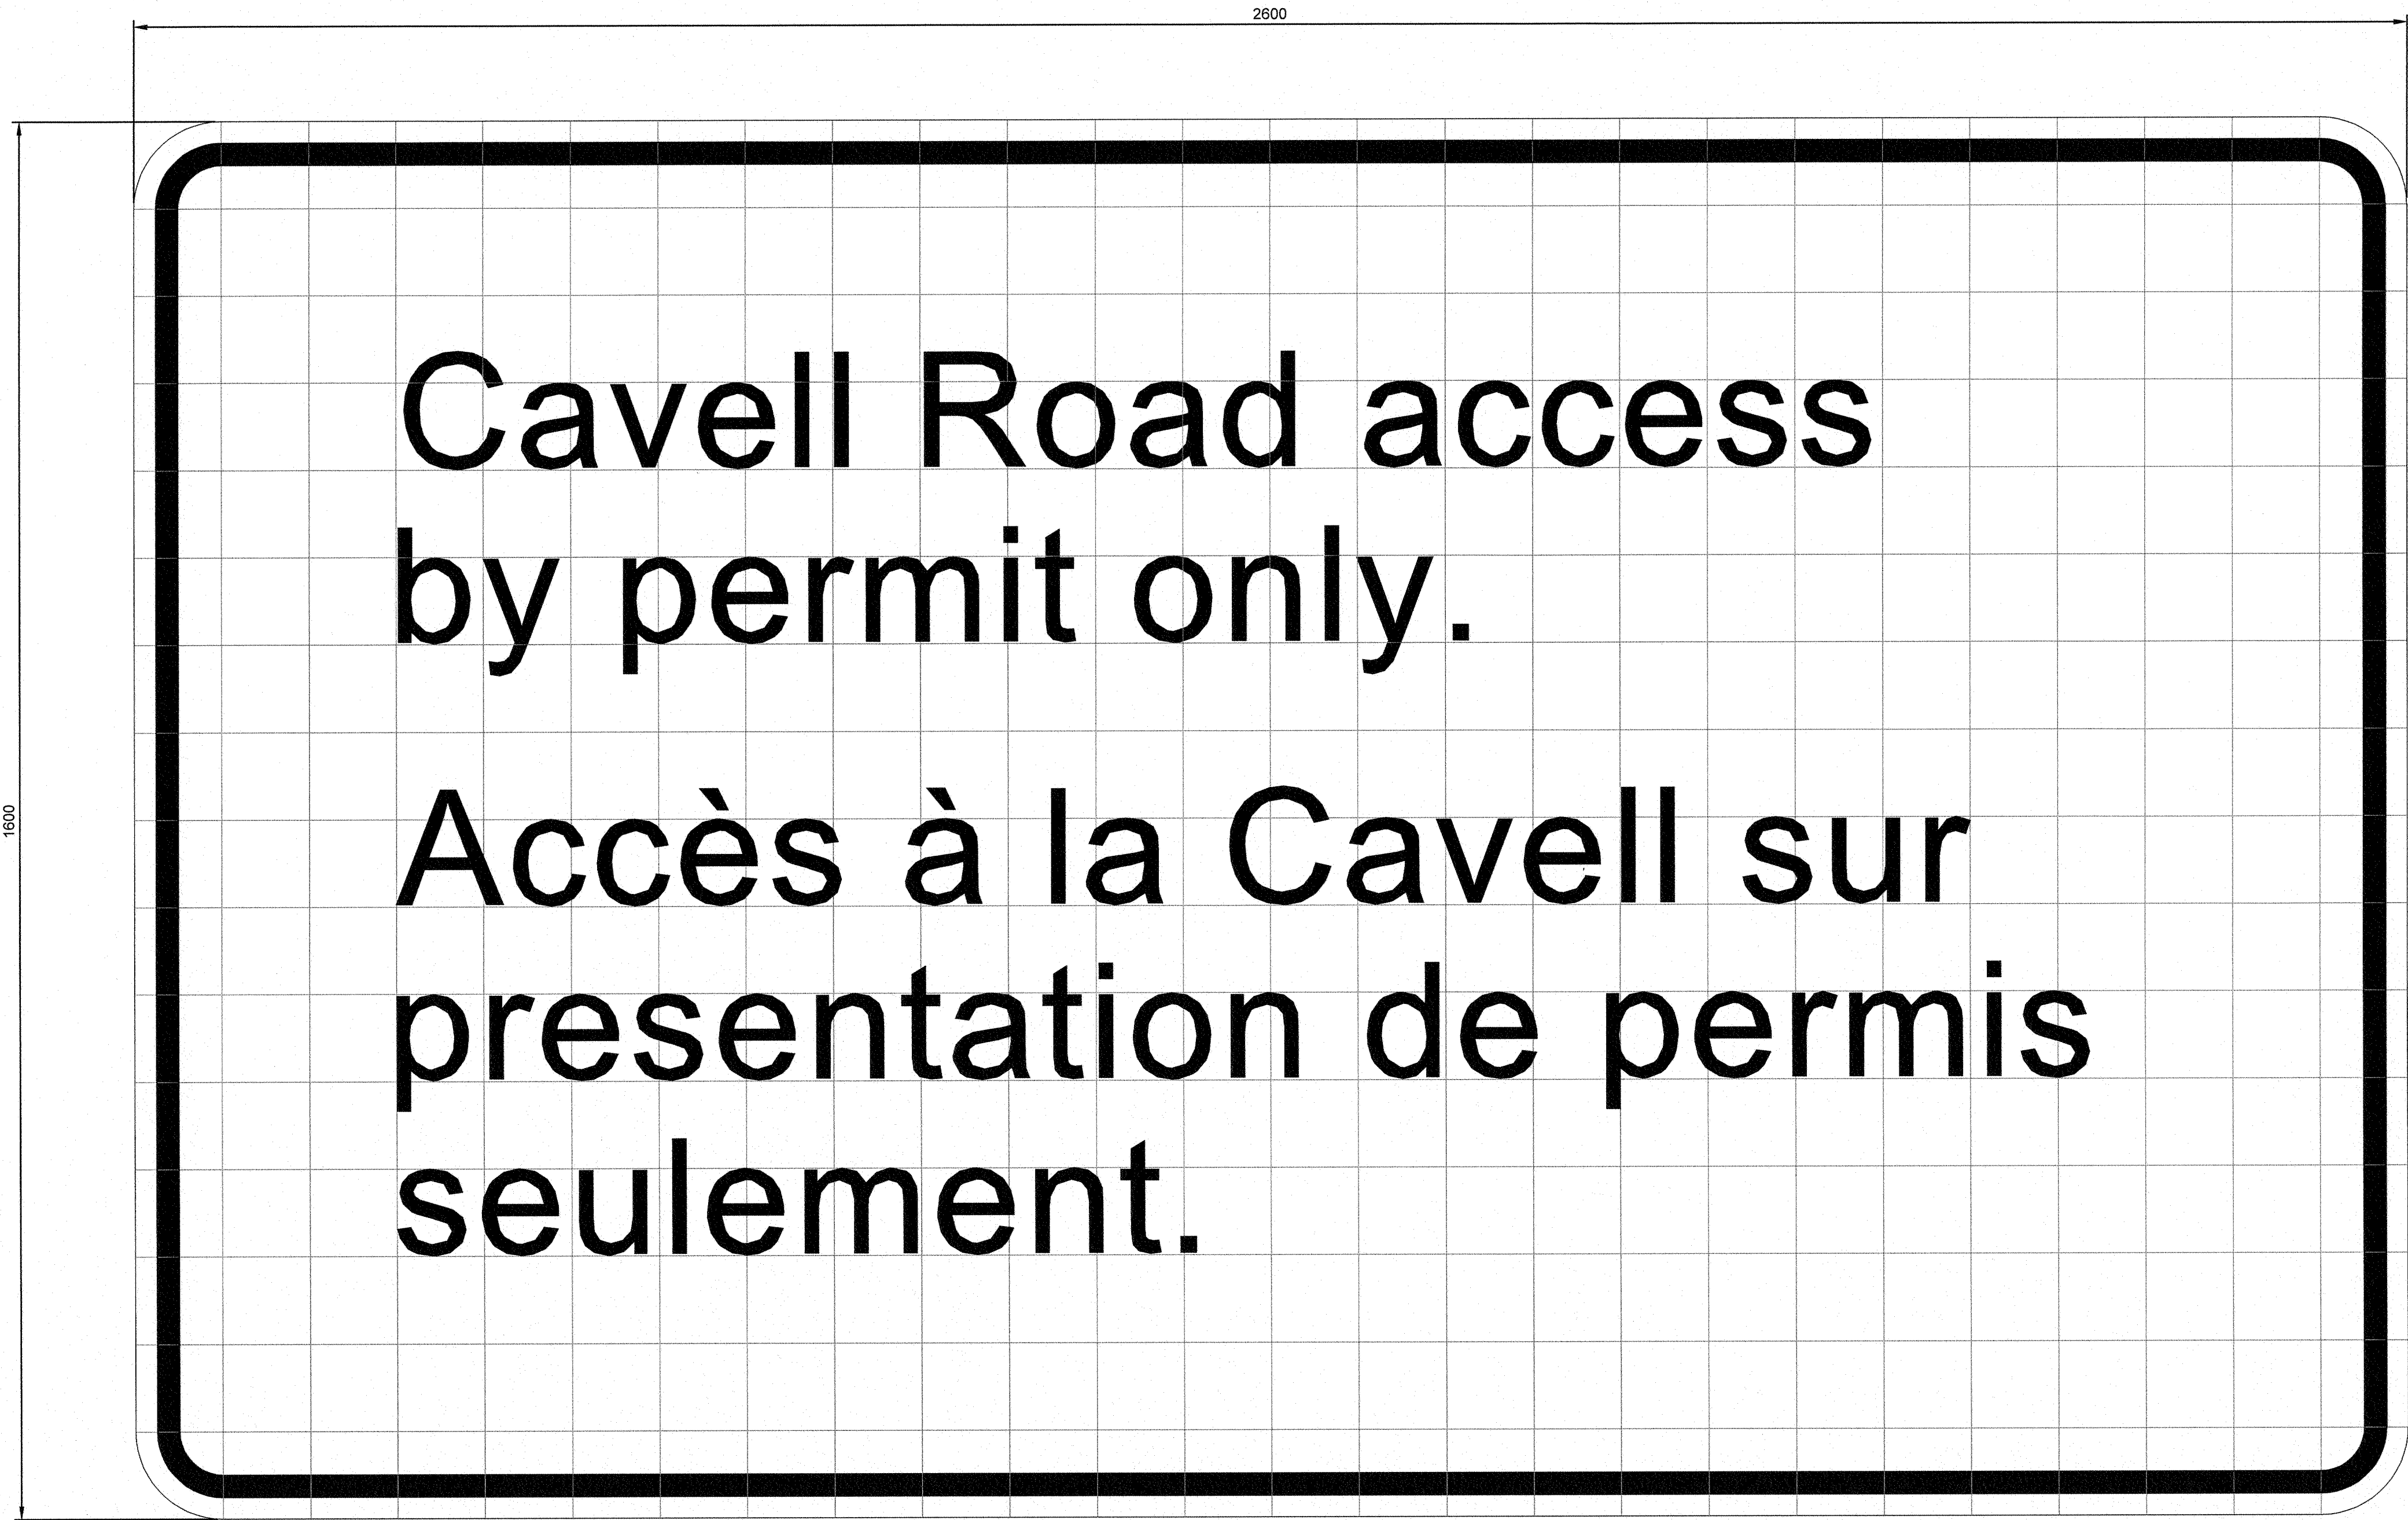 2600
1600
Cavell Road access
by permit only.
Accès à la Cavell sur
presentation de permis
seulement.